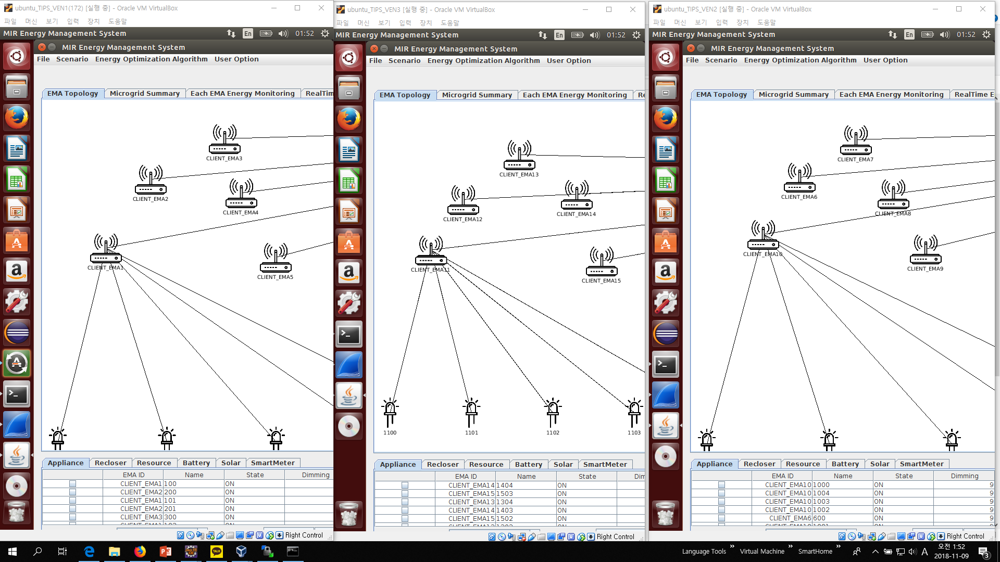 ubuntu_TIPS_VEN1(172) [실행 중] - Oracle VM VirtualBox
파일 머신 보기 입력 장치 도움말
MIR Energy Management System
En
01:52
MIR Energy Management System
File Scenario Energy Optimization Algorithm User Option
EMA Topology Microgrid Summary Each EMA Energy Monitoring RealTim
CLIENT_EMA3
CLIENT_EMA2
CLIENT_EMA4
CLIENT_EMA1
CLIENT_EMA5
Appliance Recloser Resource Battery Solar SmartMeter
EMA ID Name State Dimming
CLIENT_EMA1 100 ON
CLIENT_EMA2 200 ON
CLIENT_EMA1 101 ON
CLIENT_EMA2 201 ON
CLIENT_EMA3 300 ON
Right Control
ubuntu_TIPS_VEN3 [실행 중] - Oracle VM VirtualBox
파일 머신 보기 입력 장치 도움말
MIR Energy Management System
En
01:52
MIR Energy Management System
File Scenario Energy Optimization Algorithm User Option
EMA Topology Microgrid Summary Each EMA Energy Monitoring Re
CLIENT_EMA13
CLIENT_EMA12
CLIENT_EMA14
CLIENT_EMA11
CLIENT_EMA15
1100 1101 1102 1103
Appliance Recloser Resource Battery Solar SmartMeter
EMA ID Name State Dim
CLIENT_EMA14 1404 ON
CLIENT_EMA15 1503 ON
CLIENT_EMA13 1304 ON
CLIENT_EMA14 1403 ON
CLIENT_EMA15 1502 ON
Right Control
ubuntu_TIPS_VEN2 [실행 중] - Oracle VM VirtualBox
파일 머신 보기 입력 장치 도움말
MIR Energy Management System
En
01:52
MIR Energy Management System
File Scenario Energy Optimization Algorithm User Option
EMA Topology Microgrid Summary Each EMA Energy Monitoring RealTime E
CLIENT_EMA7
CLIENT_EMA6
CLIENT_EMA8
CLIENT_EMA10
CLIENT_EMA9
Appliance Recloser Resource Battery Solar SmartMeter
EMA ID Name State Dimming
CLIENT_EMA10 1000 ON 9
CLIENT_EMA10 1004 ON 9
CLIENT_EMA10 1003 ON 9
CLIENT_EMA10 1002 ON 9
CLIENT_EMA6 600 ON 9
Right Control
TALK
Language Tools Virtual Machine SmartHome
A
오전 1:52
2018-11-09
3